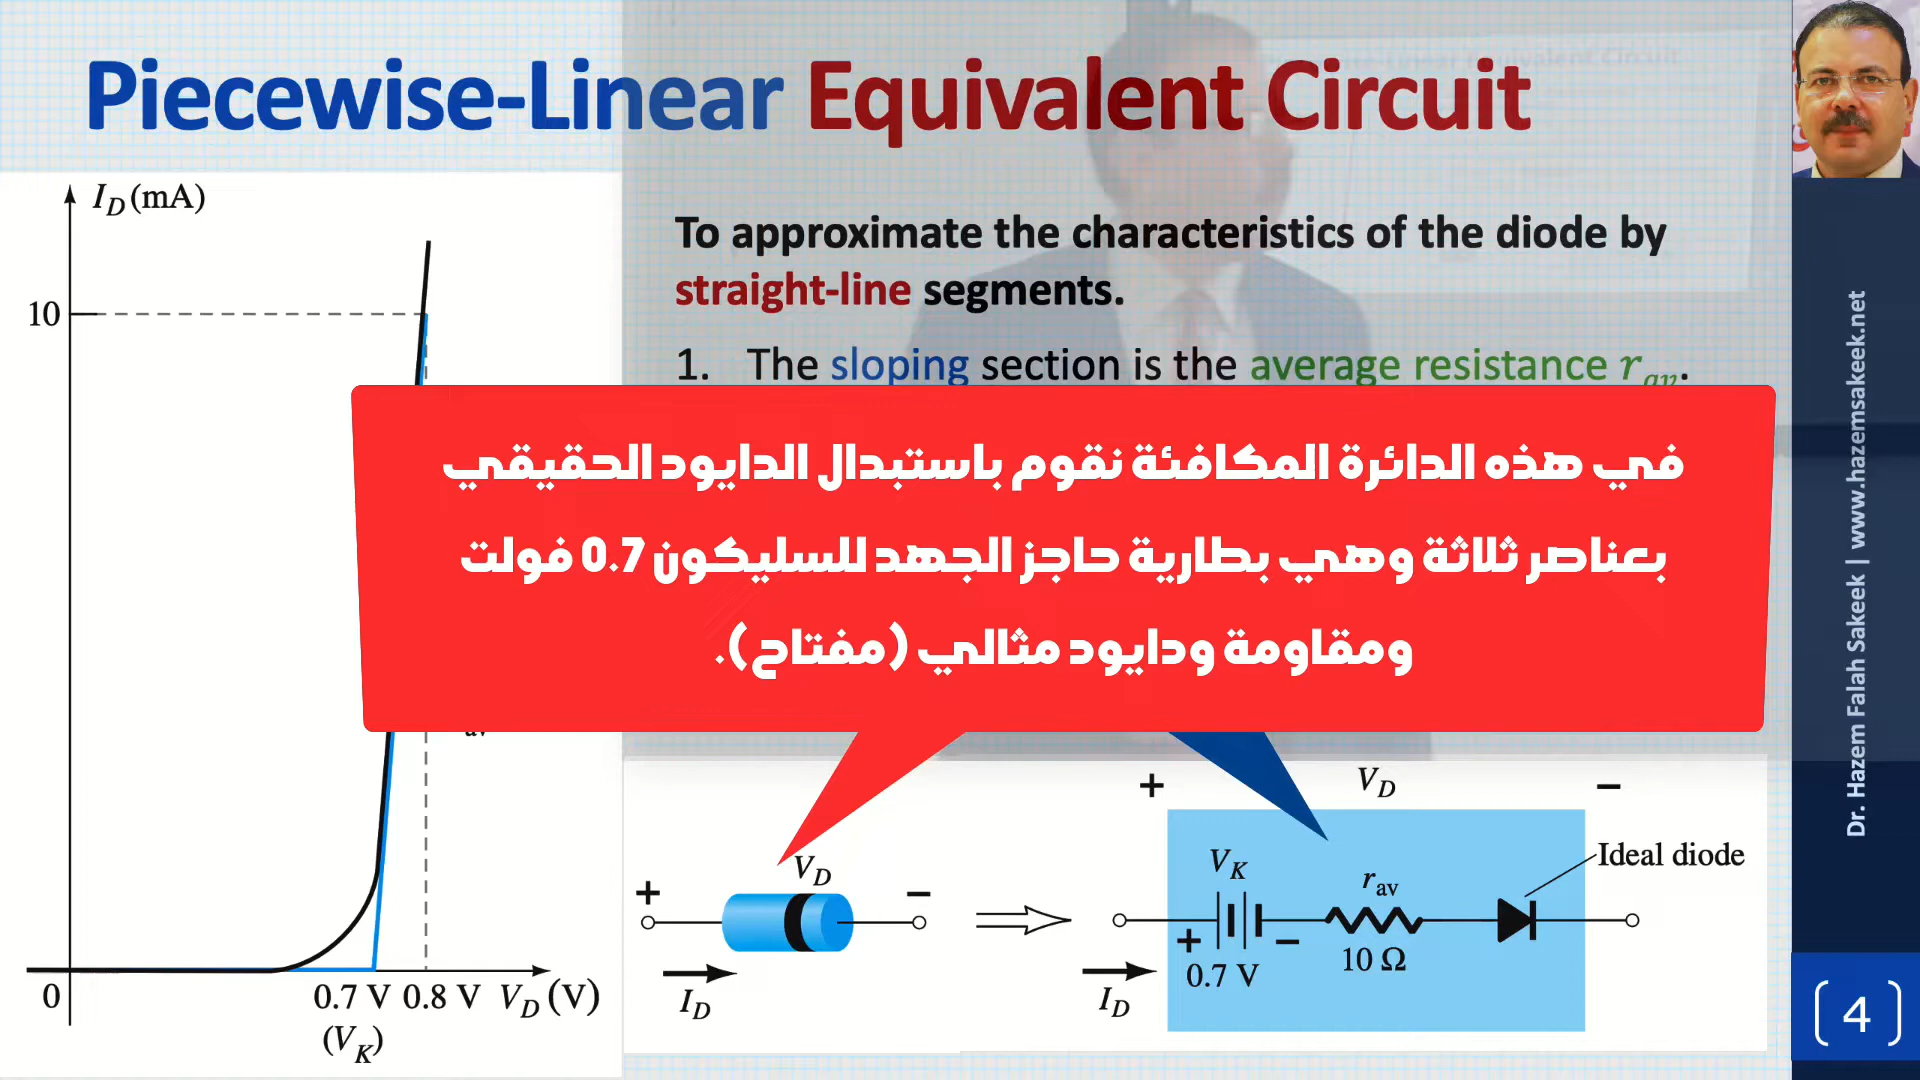 Piecewise-Linear Equivalent Circuit
I_D (mA)
10
0
0.7 V
0.8 V
V_D (V)
(V_K)
av
To approximate the characteristics of the diode by
straight-line segments.
1. The sloping section is the average resistance r_av.
في هذه الدائرة المكافئة نقوم باستبدال الدايود الحقيقي
بعناصر ثلاثة وهي بطارية حاجز الجهد للسليكون 0.7 فولت
ومقاومة ودايود مثالي (مفتاح).
+ V_D −
I_D
+ V_D −
V_K
+ −
0.7 V
r_av
10 Ω
Ideal diode
I_D
Dr. Hazem Falah Sakeek | www.hazemsakeek.net
[4]